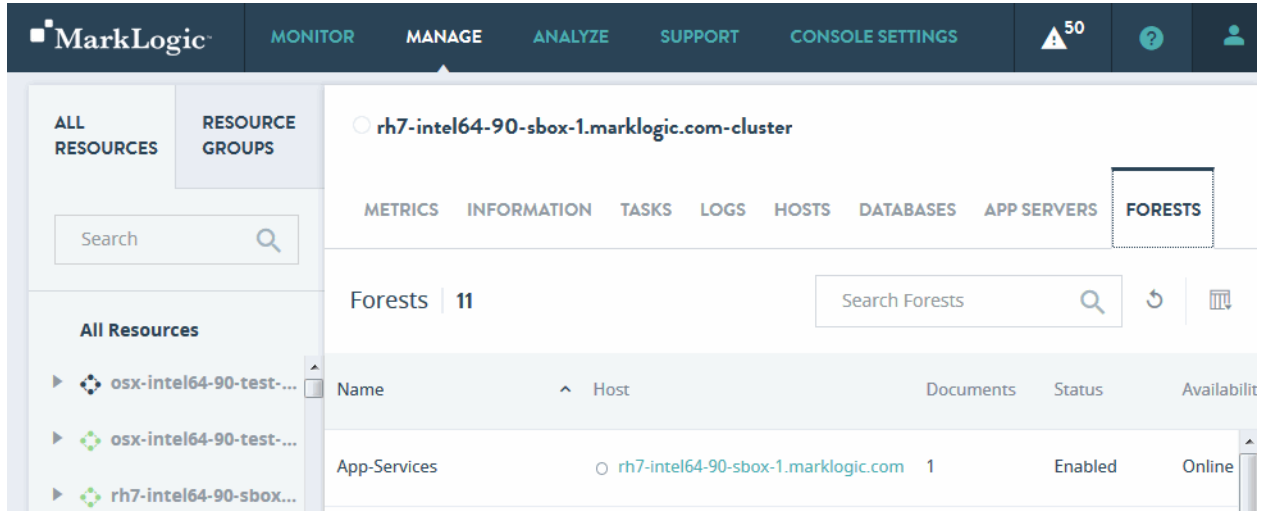 MarkLogic™ MONITOR MANAGE ANALYZE SUPPORT CONSOLE SETTINGS 50 ?
ALL
RESOURCES
RESOURCE
GROUPS
Search
All Resources
osx-intel64-90-test-...
osx-intel64-90-test-...
rh7-intel64-90-sbox...
rh7-intel64-90-sbox-1.marklogic.com-cluster
METRICS INFORMATION TASKS LOGS HOSTS DATABASES APP SERVERS FORESTS
Forests 11 Search Forests
Name Host Documents Status Availabilit
App-Services rh7-intel64-90-sbox-1.marklogic.com 1 Enabled Online